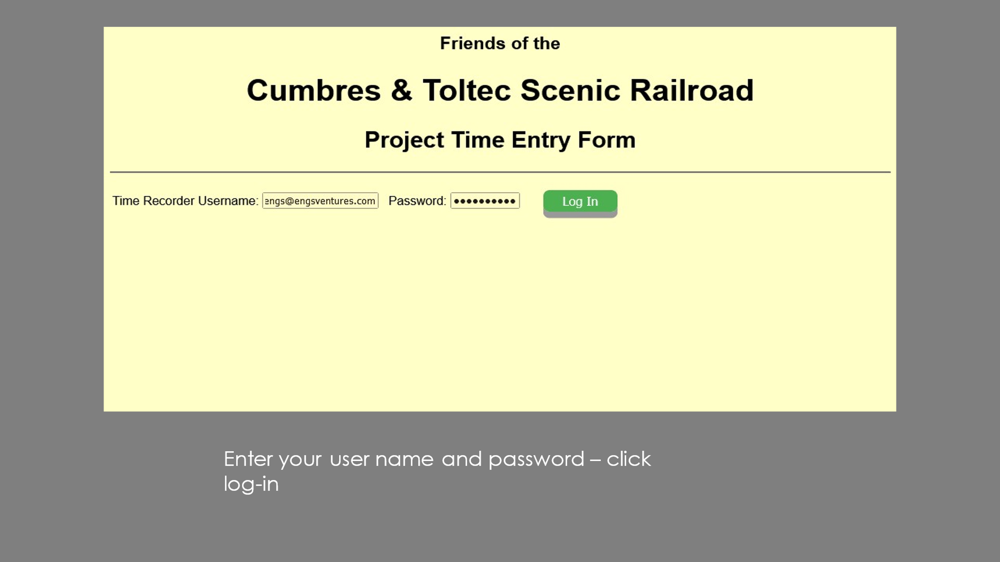 Friends of the
Cumbres & Toltec Scenic Railroad
Project Time Entry Form
Time Recorder Username: engs@engsventures.com Password: •••••••••• Log In
Enter your user name and password – click
log-in